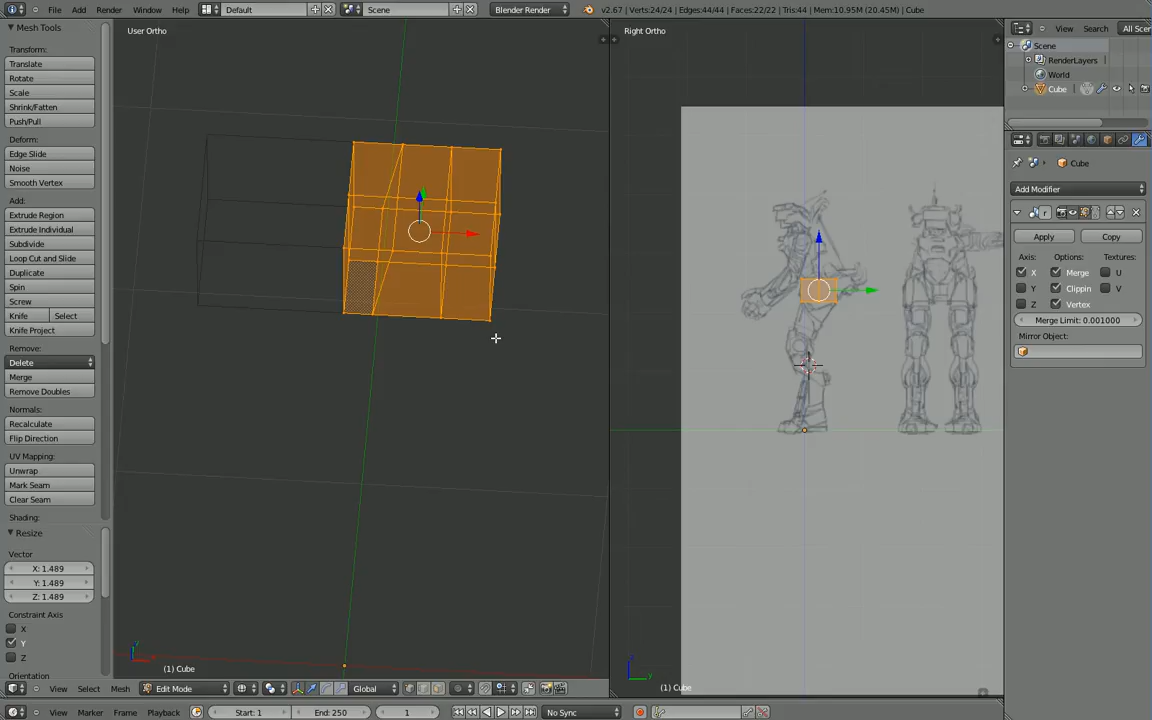 File Add Render Window Help Default Scene Blender Render v2.67 | Verts:24/24 | Edges:44/44 | Faces:22/22 | Tris:44 | Mem:10.95M (20.45M) | Cube
Mesh Tools
Transform:
Translate
Rotate
Scale
Shrink/Fatten
Push/Pull
Deform:
Edge Slide
Noise
Smooth Vertex
Add:
Extrude Region
Extrude Individual
Subdivide
Loop Cut and Slide
Duplicate
Spin
Screw
Knife Select
Knife Project
Remove:
Delete
Merge
Remove Doubles
Normals:
Recalculate
Flip Direction
UV Mapping:
Unwrap
Mark Seam
Clear Seam
Shading:
Resize
Vector
X: 1.489
Y: 1.489
Z: 1.489
Constraint Axis
X
Y
Z
Orientation
User Ortho
(1) Cube
Right Ortho
(1) Cube
View Search All Scen
Scene
RenderLayers
World
Cube
Cube
Add Modifier
Apply Copy
Axis: Options: Textures:
X Merge U
Y Clippin V
Z Vertex
Merge Limit: 0.001000
Mirror Object:
View Select Mesh Edit Mode Global
View Marker Frame Playback Start: 1 End: 250 1 No Sync